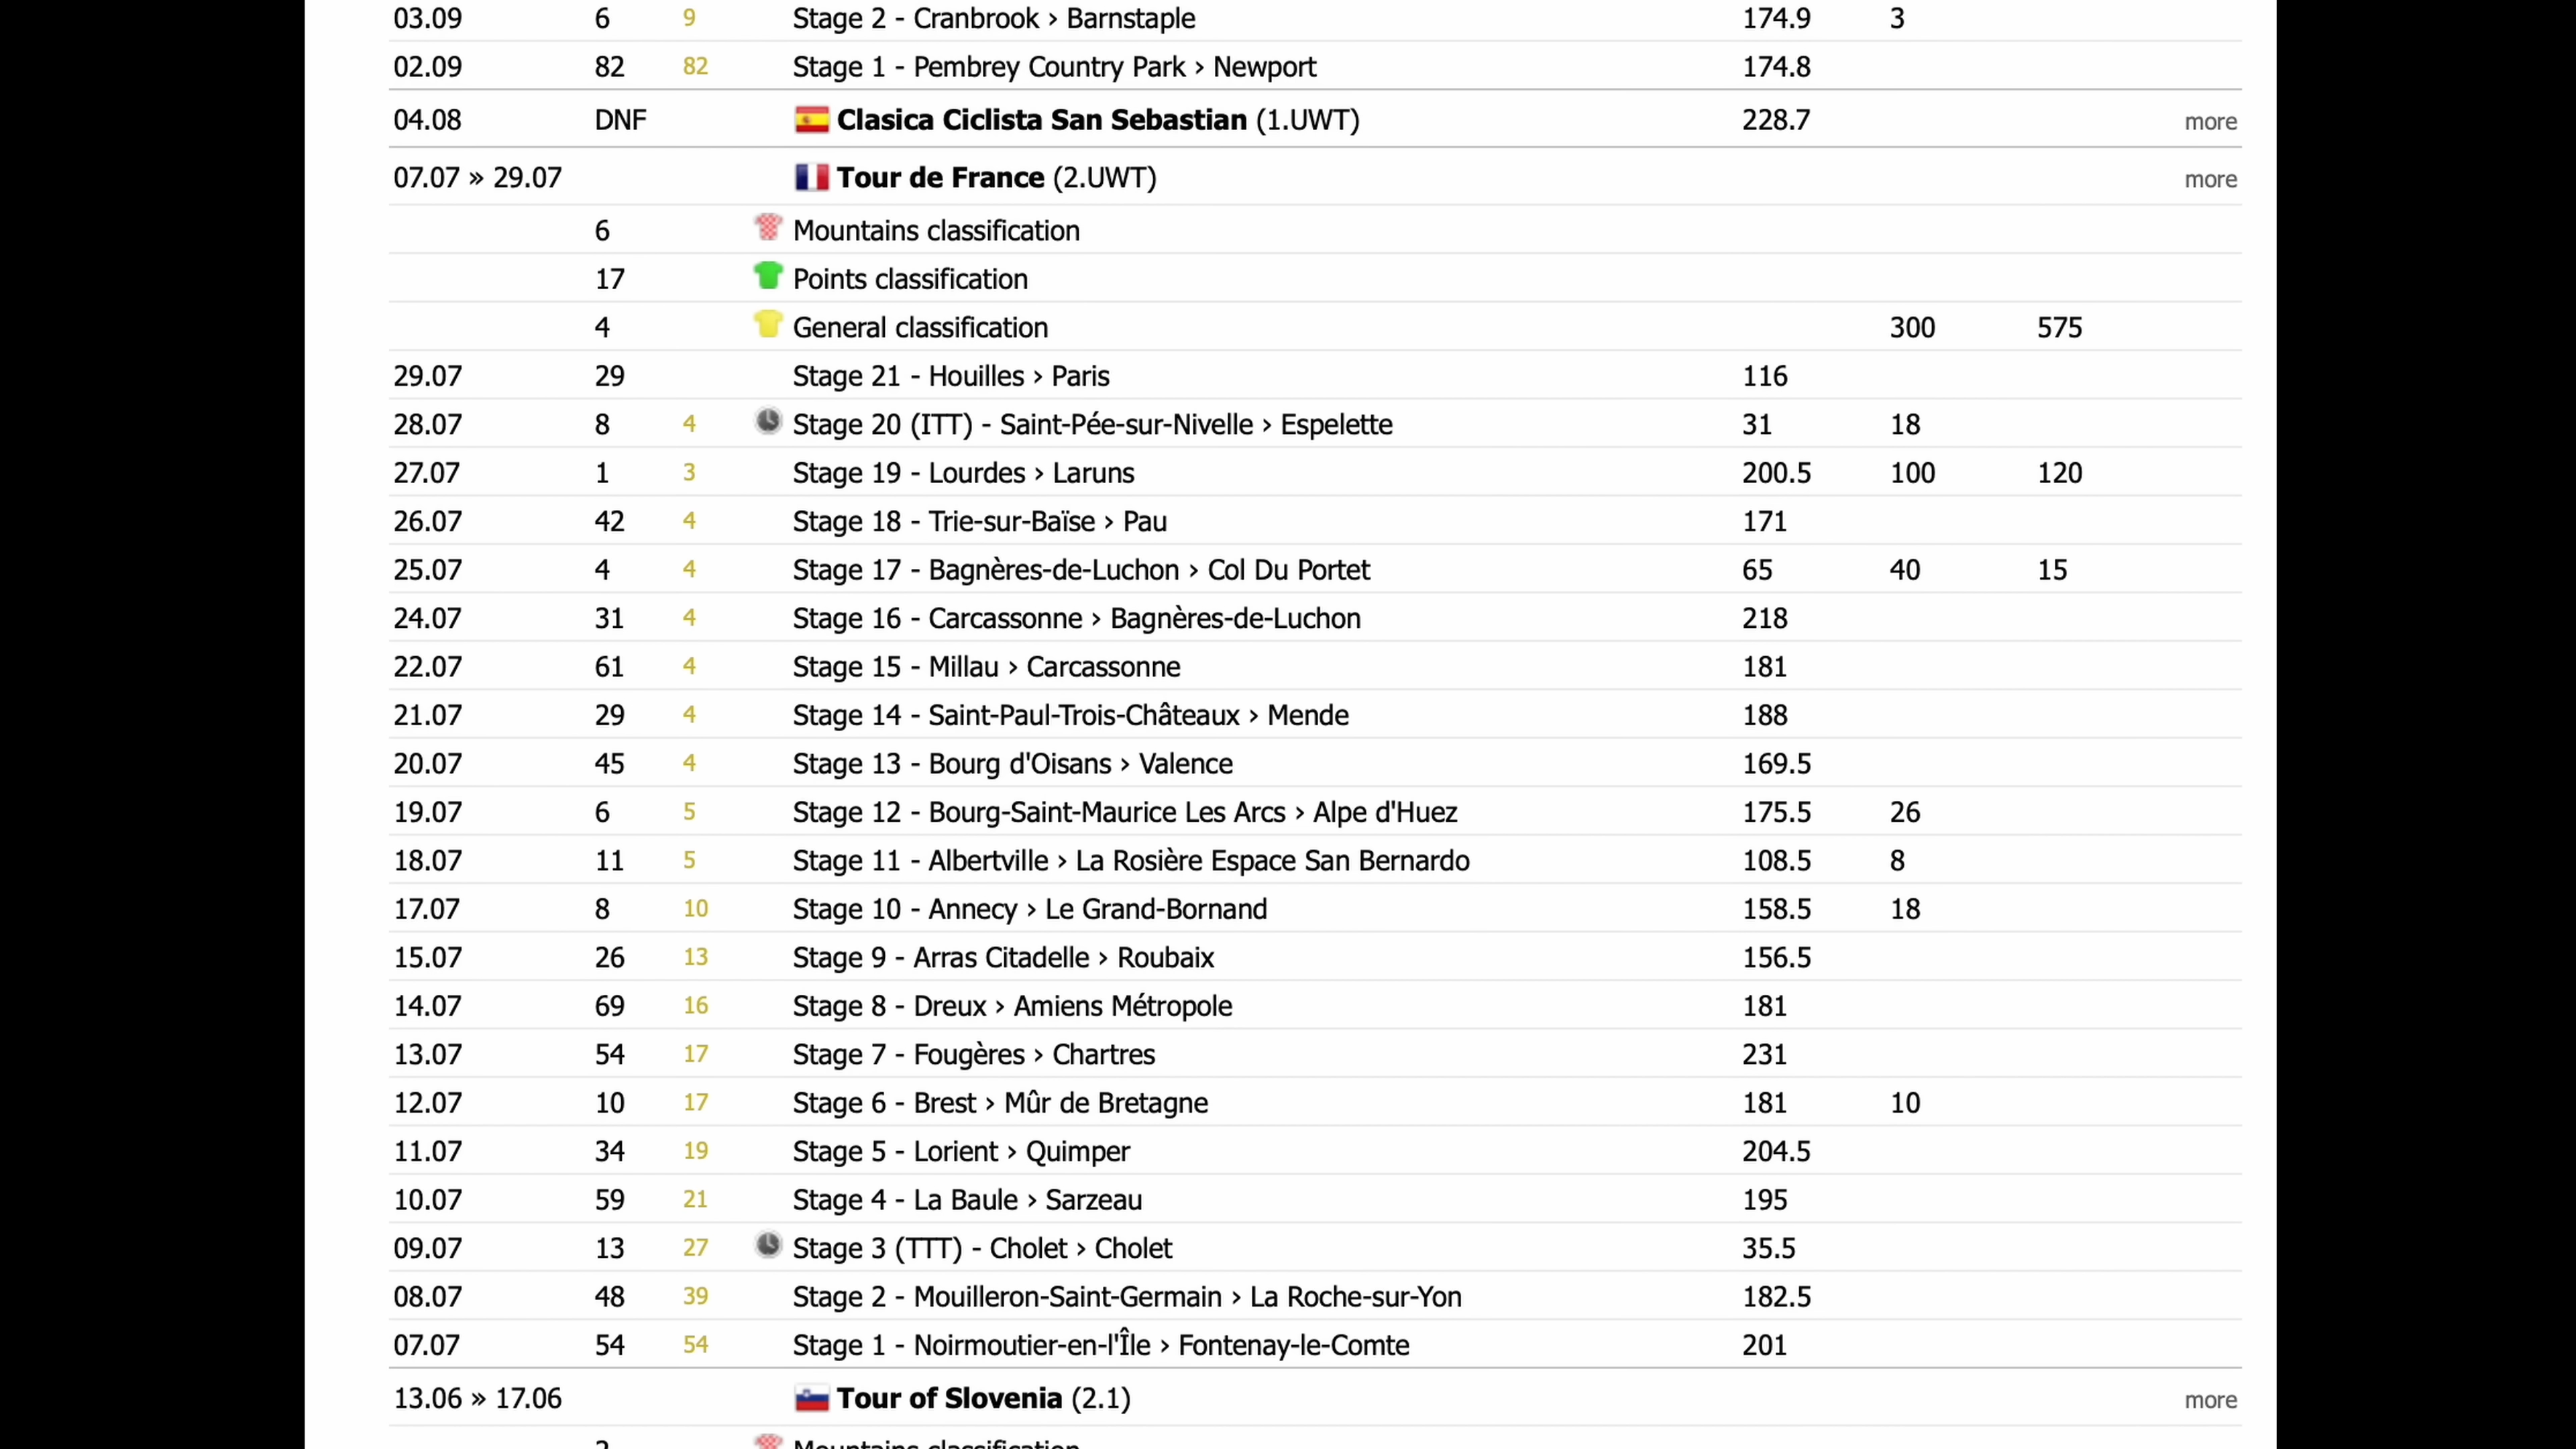 03.09 6 9 Stage 2 - Cranbrook › Barnstaple 174.9 3
02.09 82 82 Stage 1 - Pembrey Country Park › Newport 174.8
04.08 DNF Clasica Ciclista San Sebastian (1.UWT) 228.7 more
07.07 » 29.07 Tour de France (2.UWT) more
6 Mountains classification
17 Points classification
4 General classification 300 575
29.07 29 Stage 21 - Houilles › Paris 116
28.07 8 4 Stage 20 (ITT) - Saint-Pée-sur-Nivelle › Espelette 31 18
27.07 1 3 Stage 19 - Lourdes › Laruns 200.5 100 120
26.07 42 4 Stage 18 - Trie-sur-Baïse › Pau 171
25.07 4 4 Stage 17 - Bagnères-de-Luchon › Col Du Portet 65 40 15
24.07 31 4 Stage 16 - Carcassonne › Bagnères-de-Luchon 218
22.07 61 4 Stage 15 - Millau › Carcassonne 181
21.07 29 4 Stage 14 - Saint-Paul-Trois-Châteaux › Mende 188
20.07 45 4 Stage 13 - Bourg d'Oisans › Valence 169.5
19.07 6 5 Stage 12 - Bourg-Saint-Maurice Les Arcs › Alpe d'Huez 175.5 26
18.07 11 5 Stage 11 - Albertville › La Rosière Espace San Bernardo 108.5 8
17.07 8 10 Stage 10 - Annecy › Le Grand-Bornand 158.5 18
15.07 26 13 Stage 9 - Arras Citadelle › Roubaix 156.5
14.07 69 16 Stage 8 - Dreux › Amiens Métropole 181
13.07 54 17 Stage 7 - Fougères › Chartres 231
12.07 10 17 Stage 6 - Brest › Mûr de Bretagne 181 10
11.07 34 19 Stage 5 - Lorient › Quimper 204.5
10.07 59 21 Stage 4 - La Baule › Sarzeau 195
09.07 13 27 Stage 3 (TTT) - Cholet › Cholet 35.5
08.07 48 39 Stage 2 - Mouilleron-Saint-Germain › La Roche-sur-Yon 182.5
07.07 54 54 Stage 1 - Noirmoutier-en-l'Île › Fontenay-le-Comte 201
13.06 » 17.06 Tour of Slovenia (2.1) more
Mountains classification